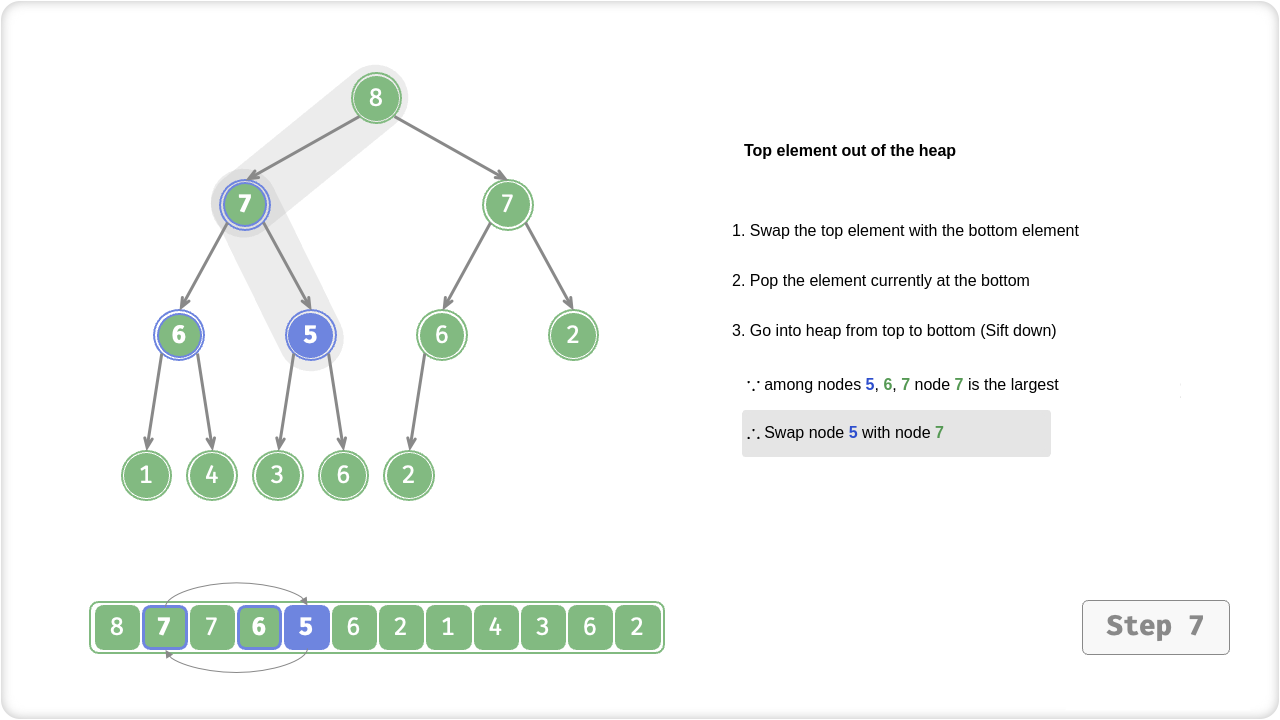 8
Top element out of the heap
7
7
1. Swap the top element with the bottom element
2. Pop the element currently at the bottom
6
5
6
2
3. Go into heap from top to bottom (Sift down)
∵ among nodes 5, 6, 7 node 7 is the largest
∴ Swap node 5 with node 7
1
4
3
6
2
8 7 7 6 5 6 2 1 4 3 6 2
Step 7